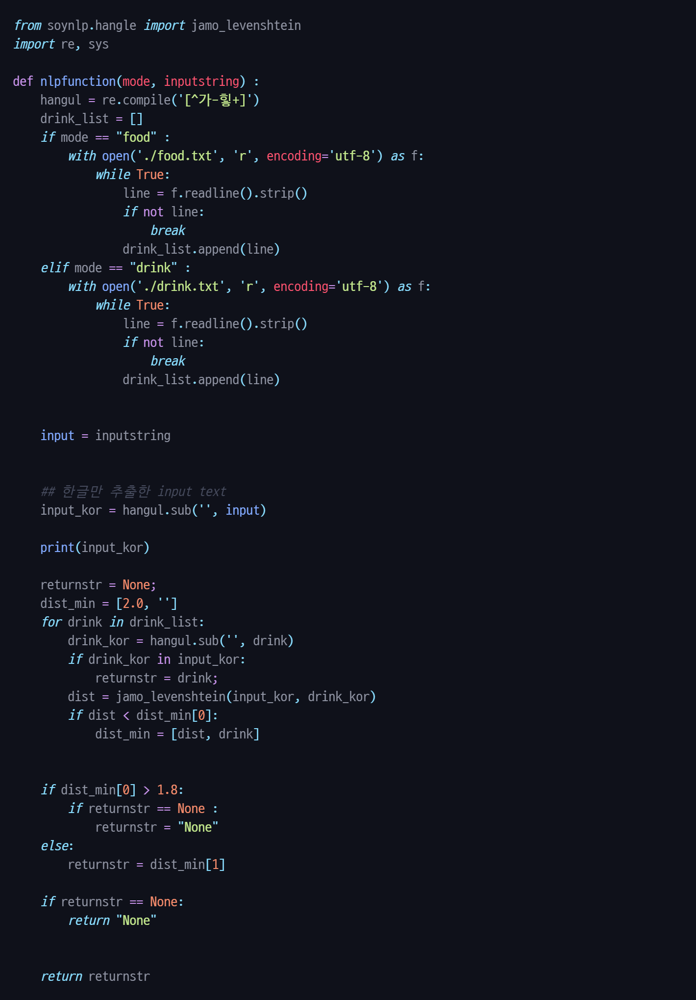 from soynlp.hangle import jamo_levenshtein
import re, sys
def nlpfunction(mode, inputstring) :
    hangul = re.compile('[^가-힣+]')
    drink_list = []
    if mode == "food" :
        with open('./food.txt', 'r', encoding='utf-8') as f:
            while True:
                line = f.readline().strip()
                if not line:
                    break
                drink_list.append(line)
    elif mode == "drink" :
        with open('./drink.txt', 'r', encoding='utf-8') as f:
            while True:
                line = f.readline().strip()
                if not line:
                    break
                drink_list.append(line)
    input = inputstring
    ## 한글만 추출한 input text
    input_kor = hangul.sub('', input)
    print(input_kor)
    returnstr = None;
    dist_min = [2.0, '']
    for drink in drink_list:
        drink_kor = hangul.sub('', drink)
        if drink_kor in input_kor:
            returnstr = drink;
        dist = jamo_levenshtein(input_kor, drink_kor)
        if dist < dist_min[0]:
            dist_min = [dist, drink]
    if dist_min[0] > 1.8:
        if returnstr == None :
            returnstr = "None"
    else:
        returnstr = dist_min[1]
    if returnstr == None:
        return "None"
    return returnstr